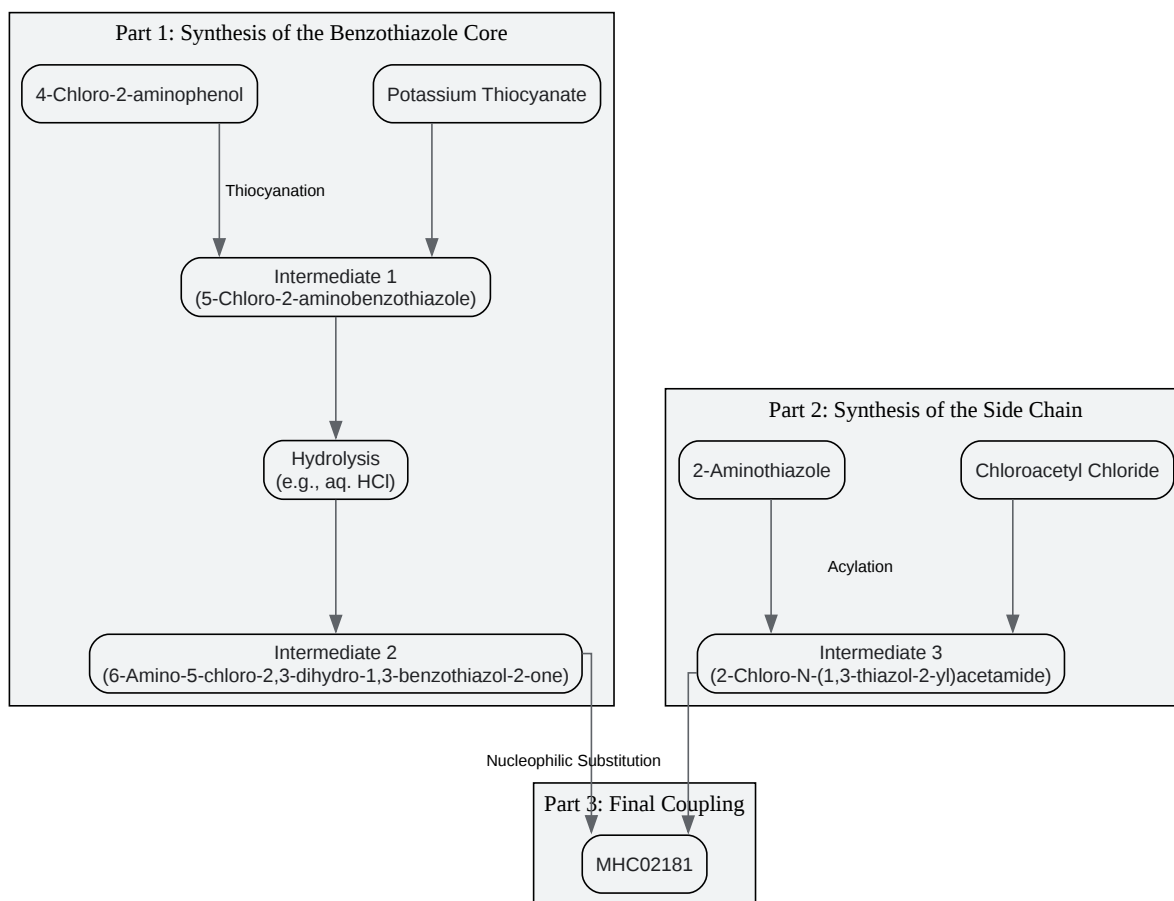 Part 1: Synthesis of the Benzothiazole Core
4-Chloro-2-aminophenol
Potassium Thiocyanate
Thiocyanation
Intermediate 1
(5-Chloro-2-aminobenzothiazole)
Hydrolysis
(e.g., aq. HCl)
Intermediate 2
(6-Amino-5-chloro-2,3-dihydro-1,3-benzothiazol-2-one)
Part 2: Synthesis of the Side Chain
2-Aminothiazole
Chloroacetyl Chloride
Acylation
Intermediate 3
(2-Chloro-N-(1,3-thiazol-2-yl)acetamide)
Nucleophilic Substitution
Part 3: Final Coupling
MHC02181